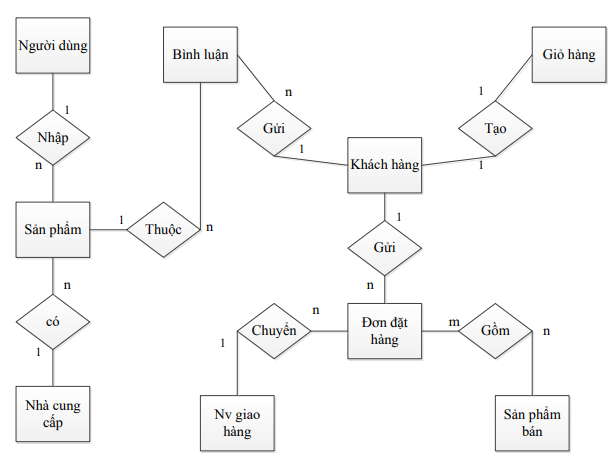 Người dùng
Bình luận
Giỏ hàng
1
n
1
Nhập
Gửi
Tạo
n
1
1
Khách hàng
Sản phẩm
1
Thuộc
n
1
Gửi
n
n
có
1
Chuyển
n
Đơn đặt
hàng
m
Gồm
n
1
Nhà cung
cấp
Nv giao
hàng
Sản phẩm
bán